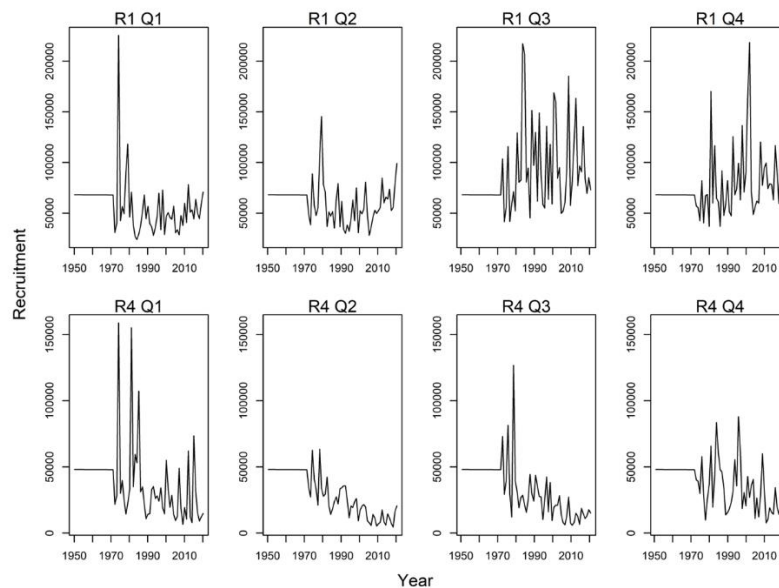 R1 Q1
R1 Q2
R1 Q3
R1 Q4
0 50000 100000 150000 200000
50000 100000 150000 200000
50000 100000 150000 200000
50000 100000 150000 200000
1950 1970 1990 2010
1950 1970 1990 2010
1950 1970 1990 2010
1950 1970 1990 2010
Recruitment
R4 Q1
R4 Q2
R4 Q3
R4 Q4
0 50000 100000 150000
0 50000 100000 150000
0 50000 100000 150000
0 50000 100000 150000
1950 1970 1990 2010
1950 1970 1990 2010
1950 1970 1990 2010
1950 1970 1990 2010
Year